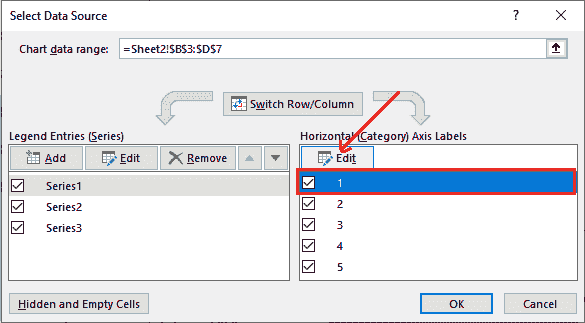 Select Data Source
? ×
Chart data range: =Sheet2!$B$3:$D$7
Switch Row/Column
Legend Entries (Series)
Add Edit Remove
Series1
Series2
Series3
Horizontal (Category) Axis Labels
Edit
1
2
3
4
5
Hidden and Empty Cells
OK Cancel